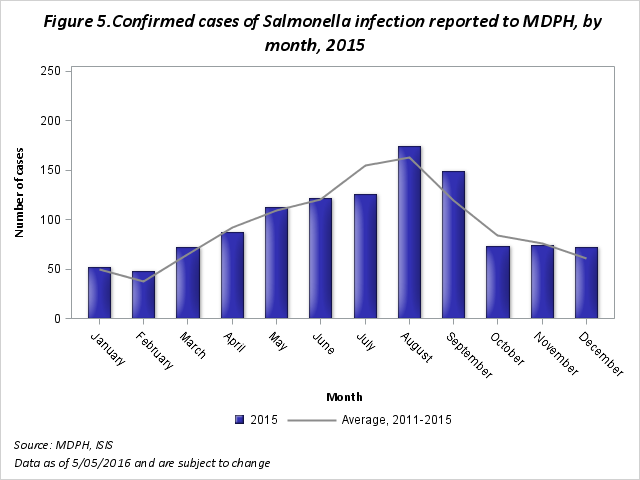 Figure 5.Confirmed cases of Salmonella infection reported to MDPH, by
month, 2015
250
200
150
100
50
0
Number of cases
January
February
March
April
May
June
July
August
September
October
November
December
Month
2015
Average, 2011-2015
Source: MDPH, ISIS
Data as of 5/05/2016 and are subject to change